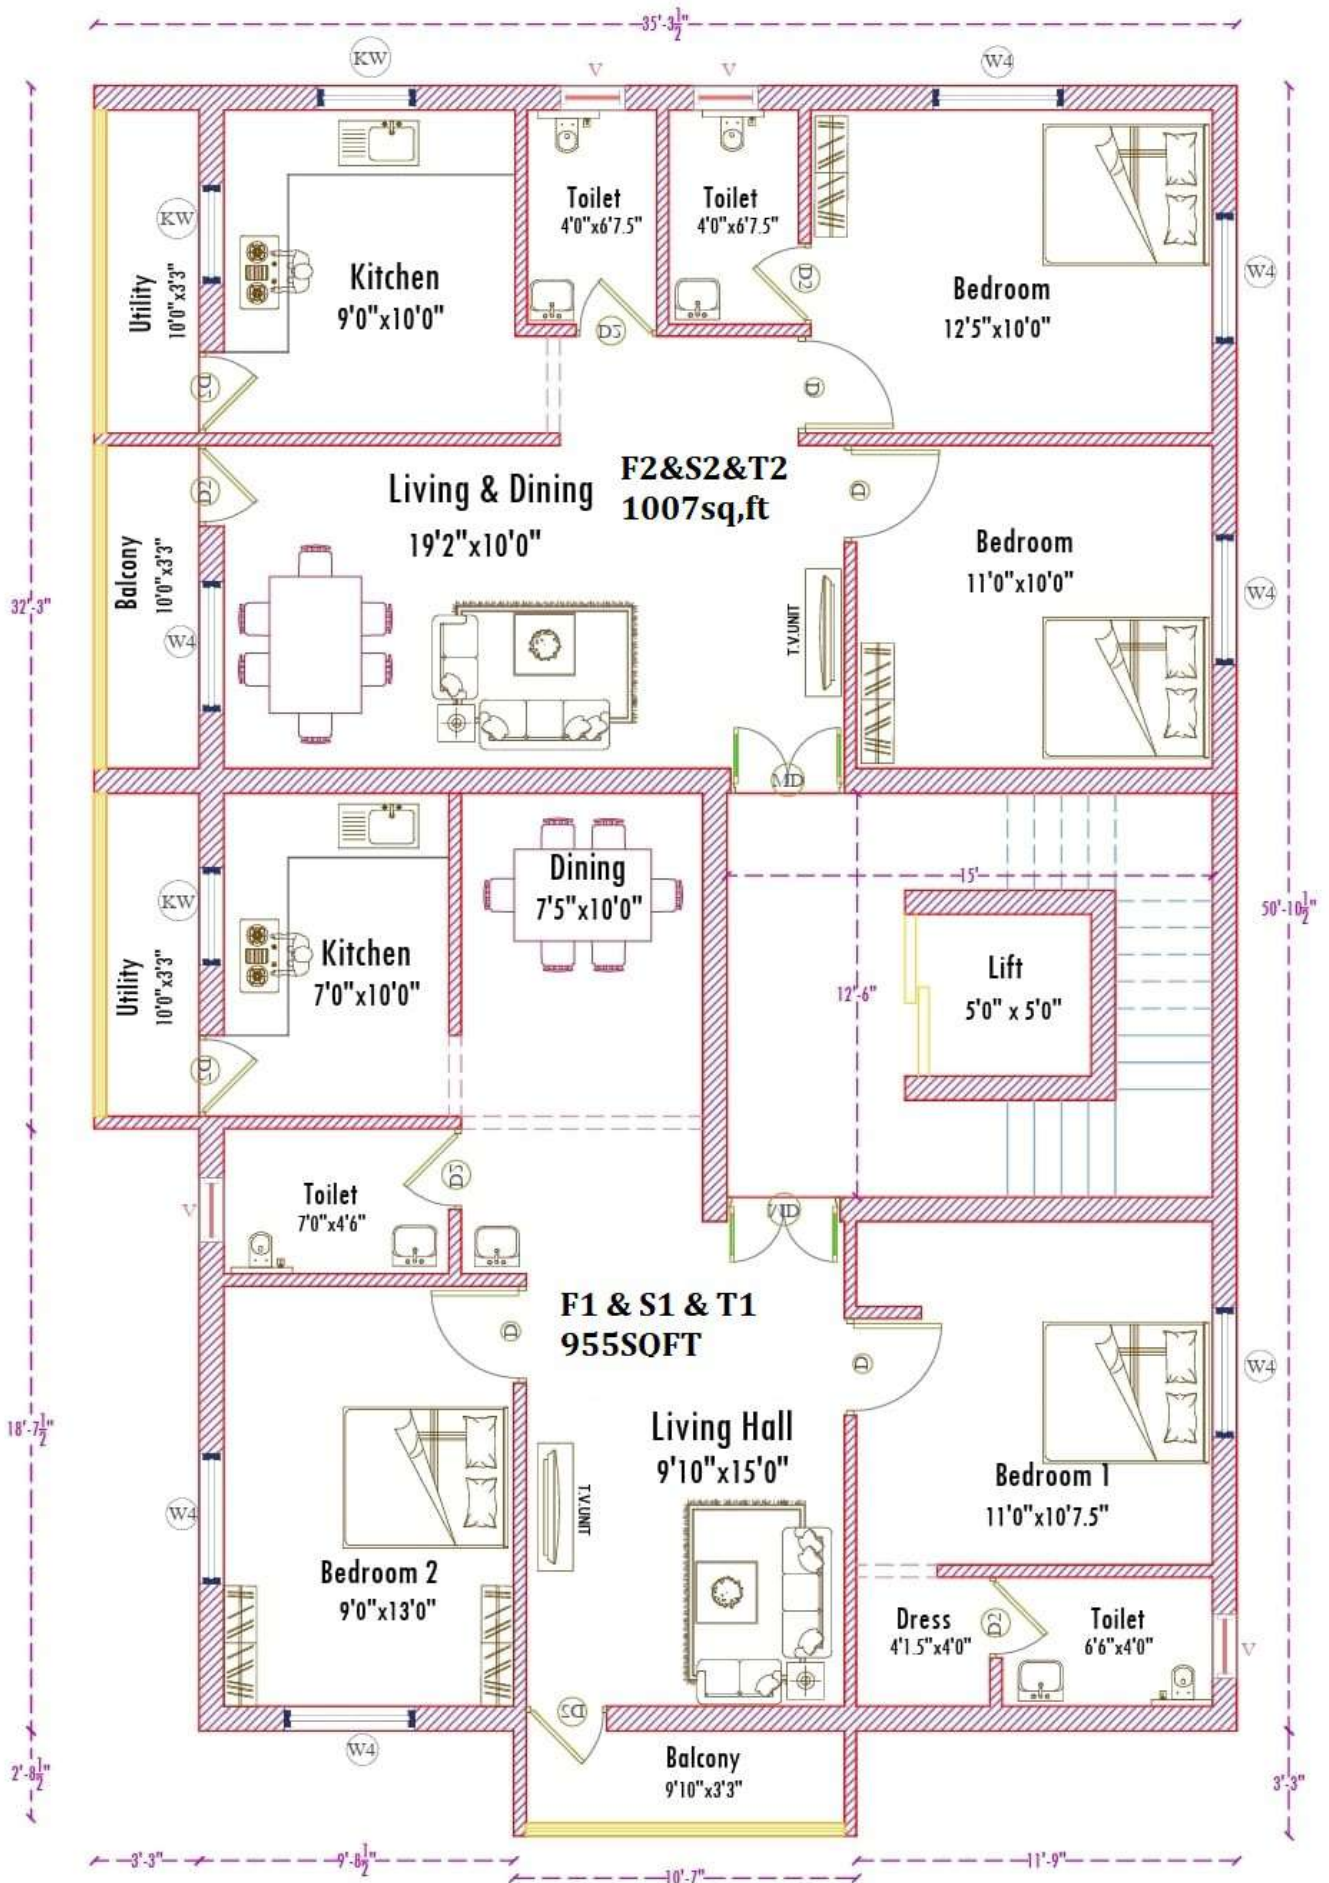 35'-3½"
KW
V
V
W4
Toilet
4'0"x6'7.5"
Toilet
4'0"x6'7.5"
KW
Utility
10'0"x3'3"
Kitchen
9'0"x10'0"
D2
Bedroom
12'5"x10'0"
W4
D
Living & Dining
19'2"x10'0"
F2&S2&T2
1007sq,ft
D2
D
Balcony
10'0"x3'3"
Bedroom
11'0"x10'0"
W4
32'-3"
W4
T.V.UNIT
MD
Dining
7'5"x10'0"
15'
KW
50'-10½"
Utility
10'0"x3'3"
Kitchen
7'0"x10'0"
Lift
5'0" x 5'0"
12'-6"
V
Toilet
7'0"x4'6"
F1 & S1 & T1
955SQFT
D
D
W4
18'-7½"
Living Hall
9'10"x15'0"
Bedroom 1
11'0"x10'7.5"
W4
T.V.UNIT
Bedroom 2
9'0"x13'0"
Dress
4'1.5"x4'0"
D2
Toilet
6'6"x4'0"
V
D2
W4
2'-8½"
Balcony
9'10"x3'3"
3'-3"
3'-3"
9'-8½"
10'-7"
11'-9"